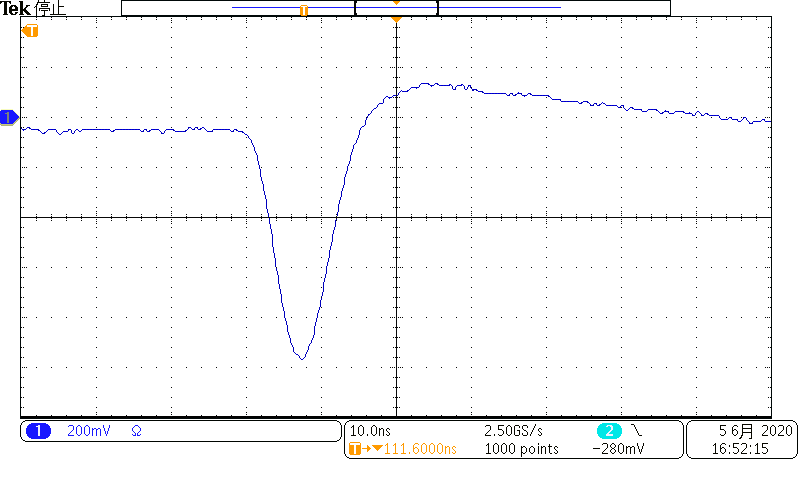 Tek 停止
T
T
1
1 200mV Ω
10.0ns 2.50GS/s 2
T→▼111.6000ns 1000 points −280mV
5 6月 2020
16:52:15